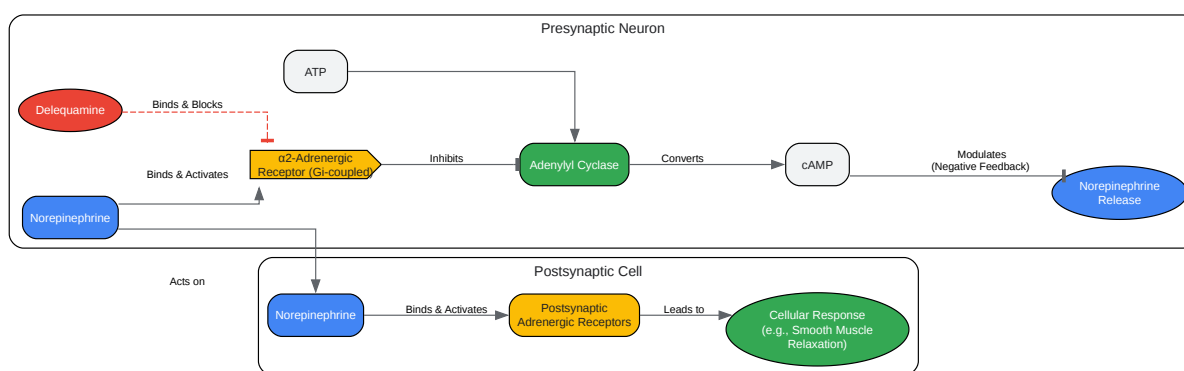 Presynaptic Neuron
ATP
Delequamine
Binds & Blocks
α2-Adrenergic
Receptor (Gi-coupled)
Inhibits
Adenylyl Cyclase
Converts
cAMP
Modulates
(Negative Feedback)
Norepinephrine
Release
Binds & Activates
Norepinephrine
Acts on
Postsynaptic Cell
Norepinephrine
Binds & Activates
Postsynaptic
Adrenergic Receptors
Leads to
Cellular Response
(e.g., Smooth Muscle
Relaxation)